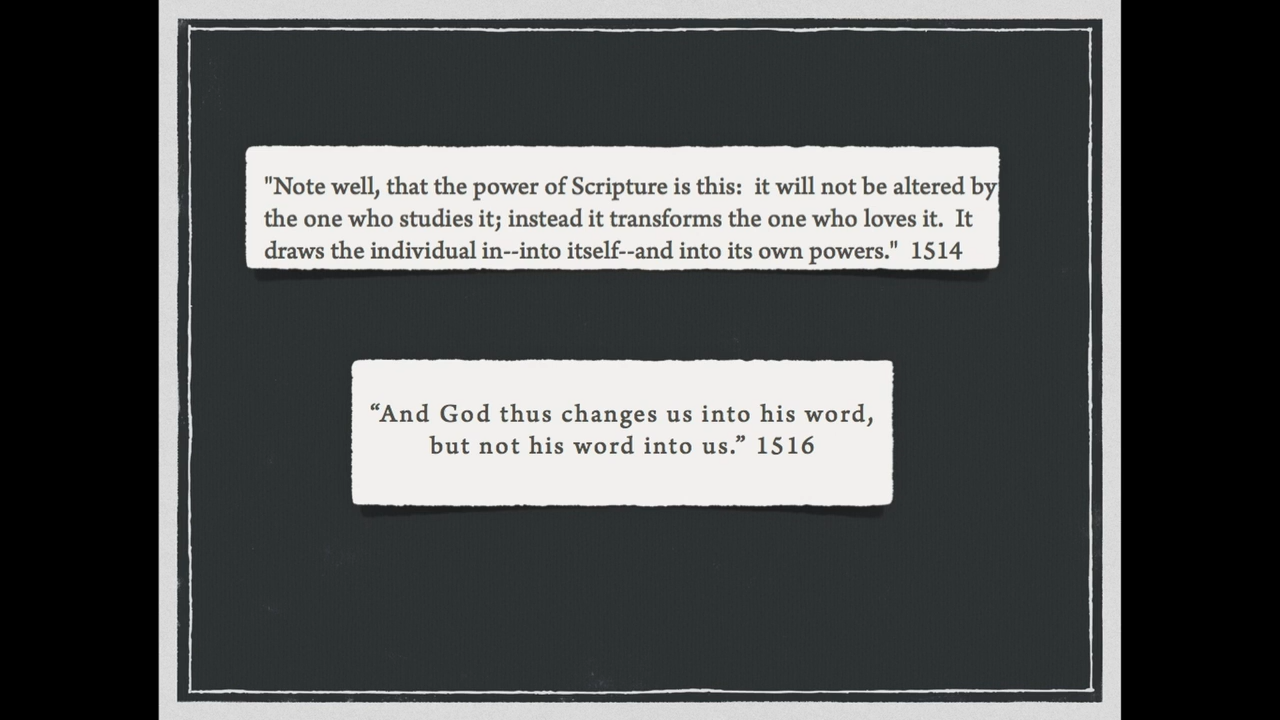 "Note well, that the power of Scripture is this:  it will not be altered by
the one who studies it; instead it transforms the one who loves it.  It
draws the individual in--into itself--and into its own powers."  1514
“And God thus changes us into his word,
but not his word into us.” 1516